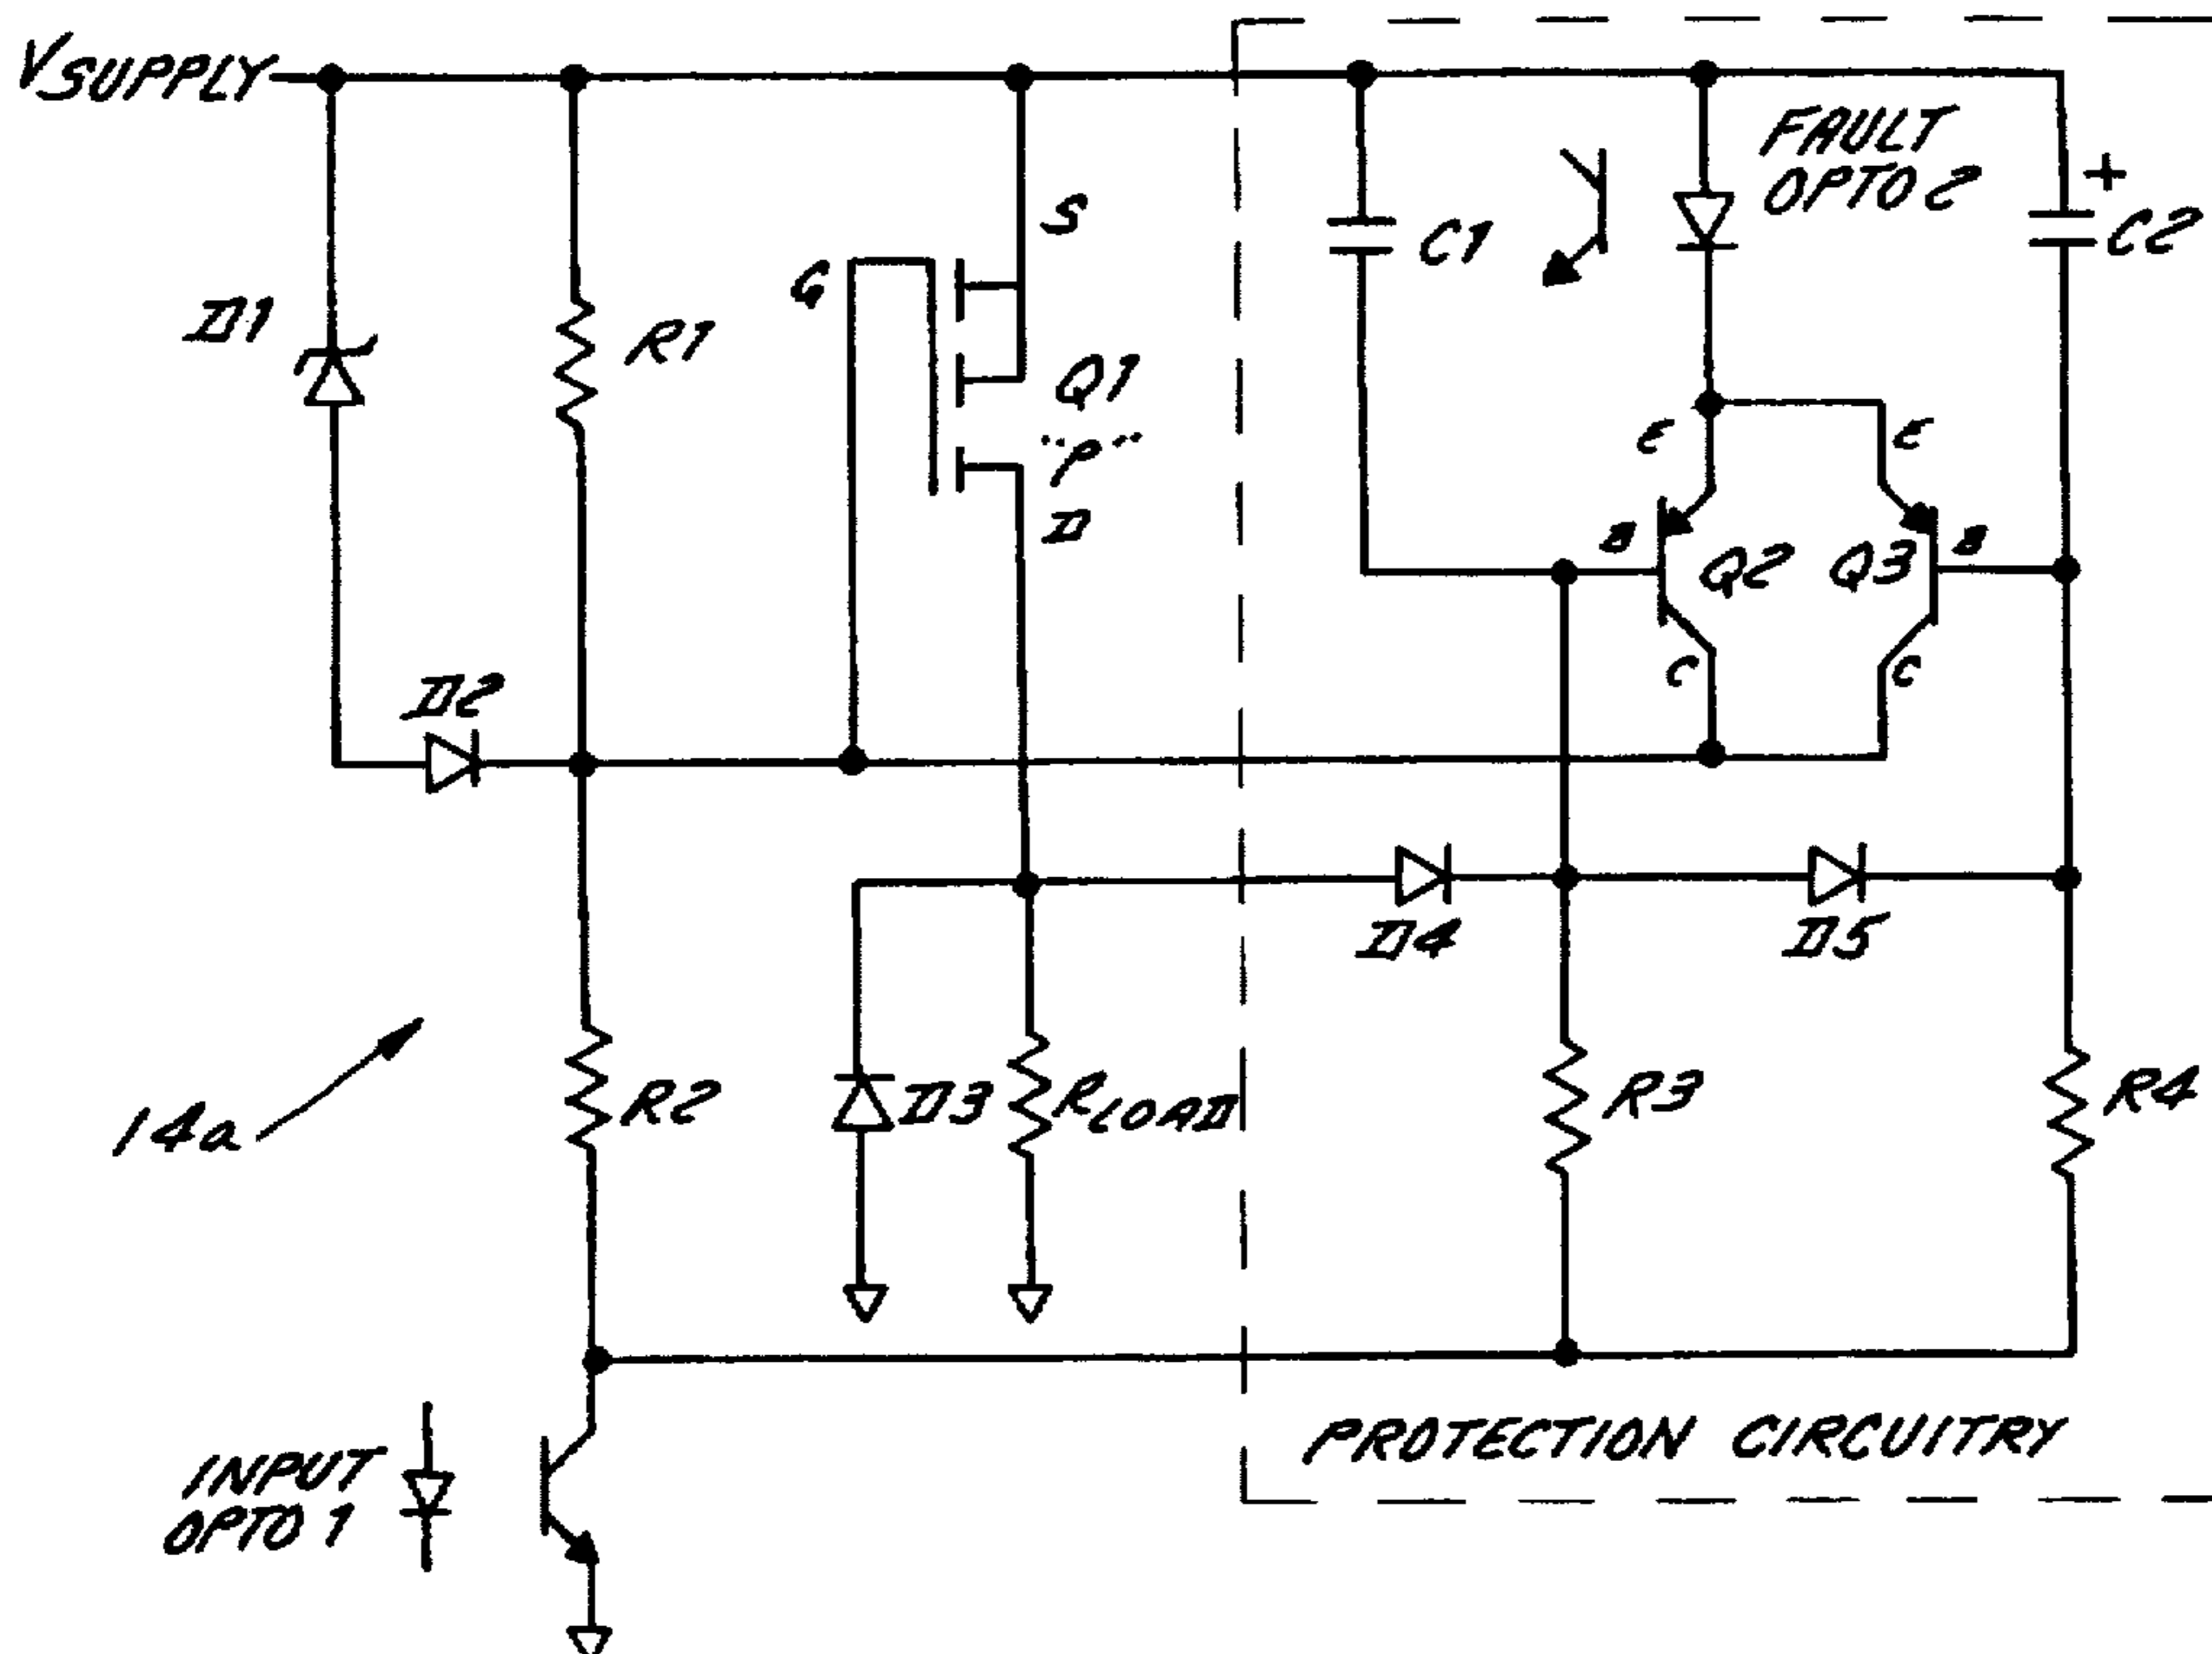 VSUPPLY
FAULT
OPTO 2
+
S
C1
C2
G
D1
R1
Q1
"P"
E
E
D
B
B
Q2
Q3
D2
C
C
D4
D5
14a
R2
D3
RLOAD
R3
R4
PROTECTION CIRCUITRY
INPUT
OPTO 1